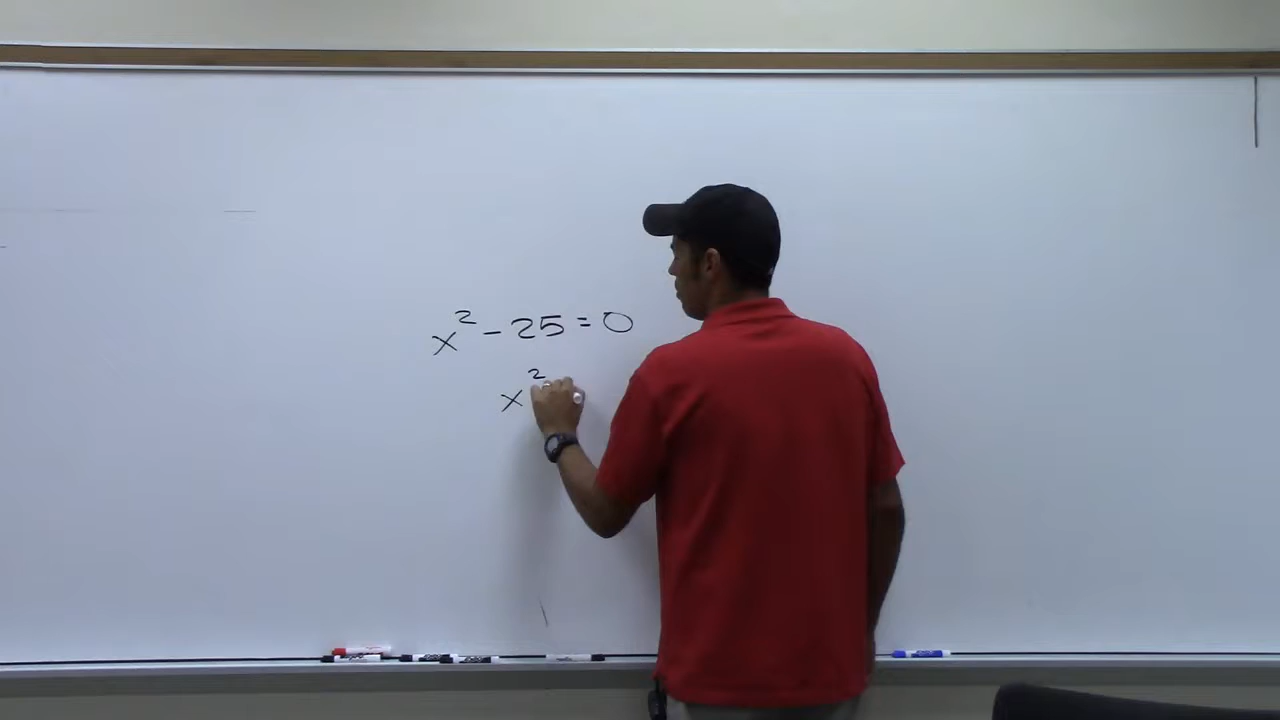 x² - 25 = 0
x²